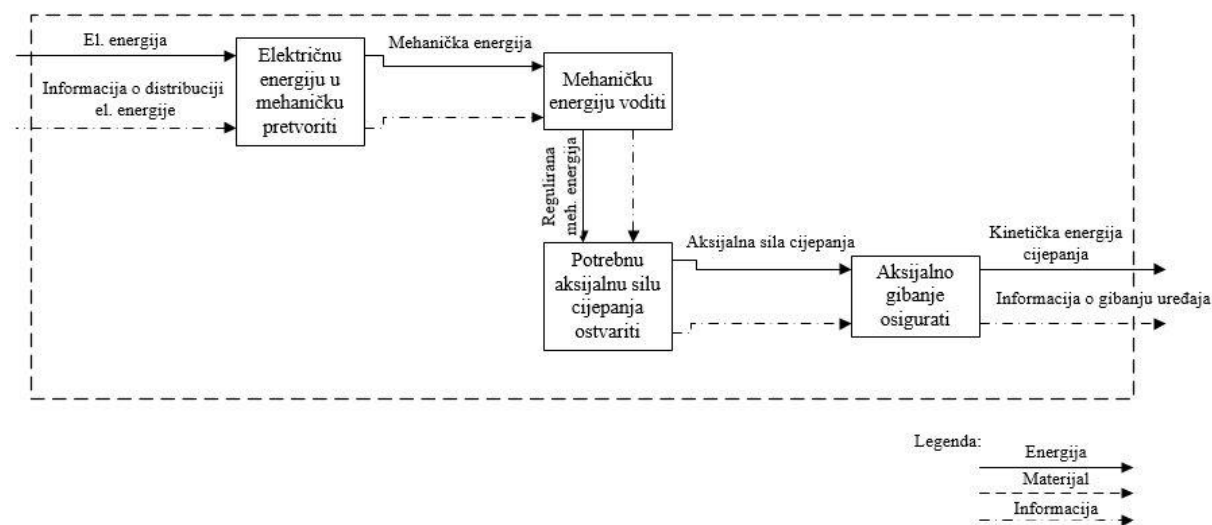 El. energija
Informacija o distribuciji
el. energije
Električnu
energiju u
mehaničku
pretvoriti
Mehanička energija
Mehaničku
energiju voditi
Regulirana
meh. energija
Potrebnu
aksijalnu silu
cijepanja
ostvariti
Aksijalna sila cijepanja
Aksijalno
gibanje
osigurati
Kinetička energija
cijepanja
Informacija o gibanju uređaja
Legenda:
Energija
Materijal
Informacija